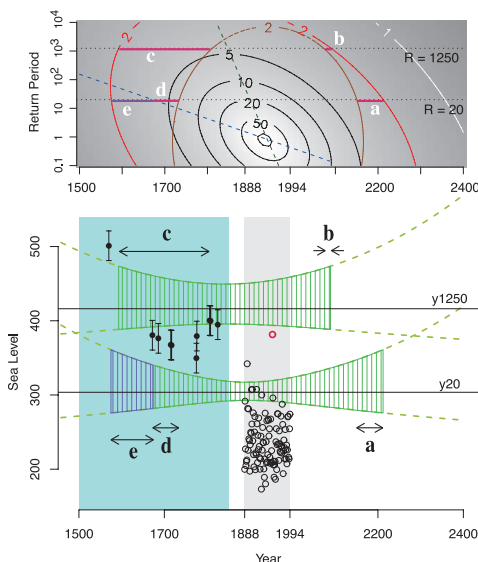 Return Period
10⁴
10³
10²
10
1
0.1
2
5
2
2
1
c
b
R = 1250
d
10
e
20
a
R = 20
50
1500
1700
1888
1994
2200
2400
c
b
500
y1250
400
Sea Level
y20
300
e
d
a
200
1500
1700
1888
1994
2200
2400
Year